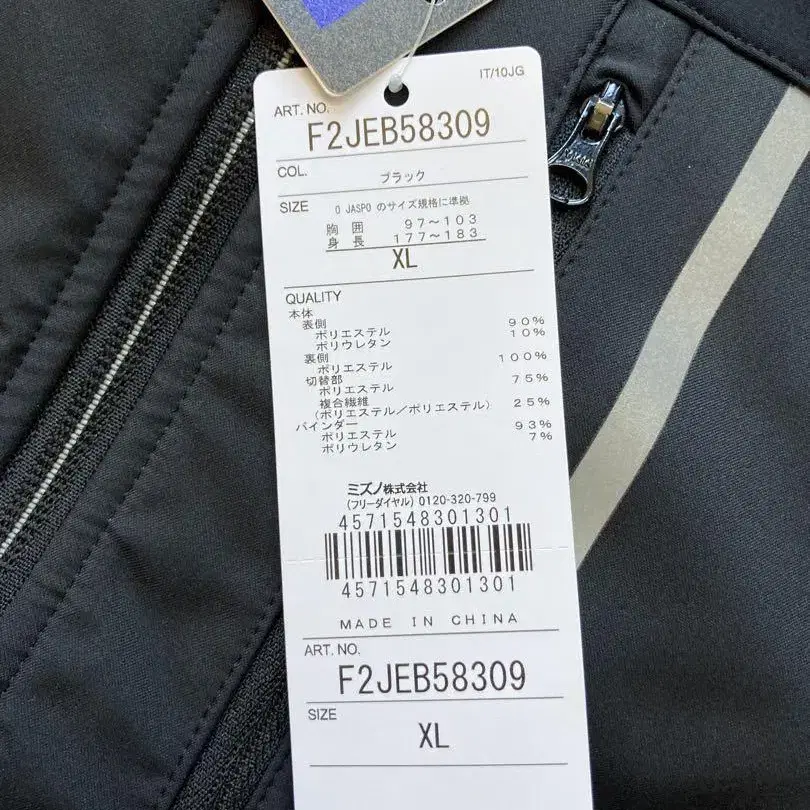 IT/10JG
ART. NO.
F2JEB58309
COL.
ブラック
SIZE
O JASPO のサイズ規格に準拠
胸囲 97~103
身長 177~183
XL
QUALITY
本体
表側 90%
ポリエステル 10%
ポリウレタン
裏側 100%
ポリエステル
切替部 75%
ポリエステル
複合繊維 25%
(ポリエステル/ポリエステル)
バインダー 93%
ポリエステル 7%
ポリウレタン
ミズノ株式会社
(フリーダイヤル) 0120-320-799
4571548301301
4571548301301
MADE IN CHINA
ART. NO.
F2JEB58309
SIZE
XL